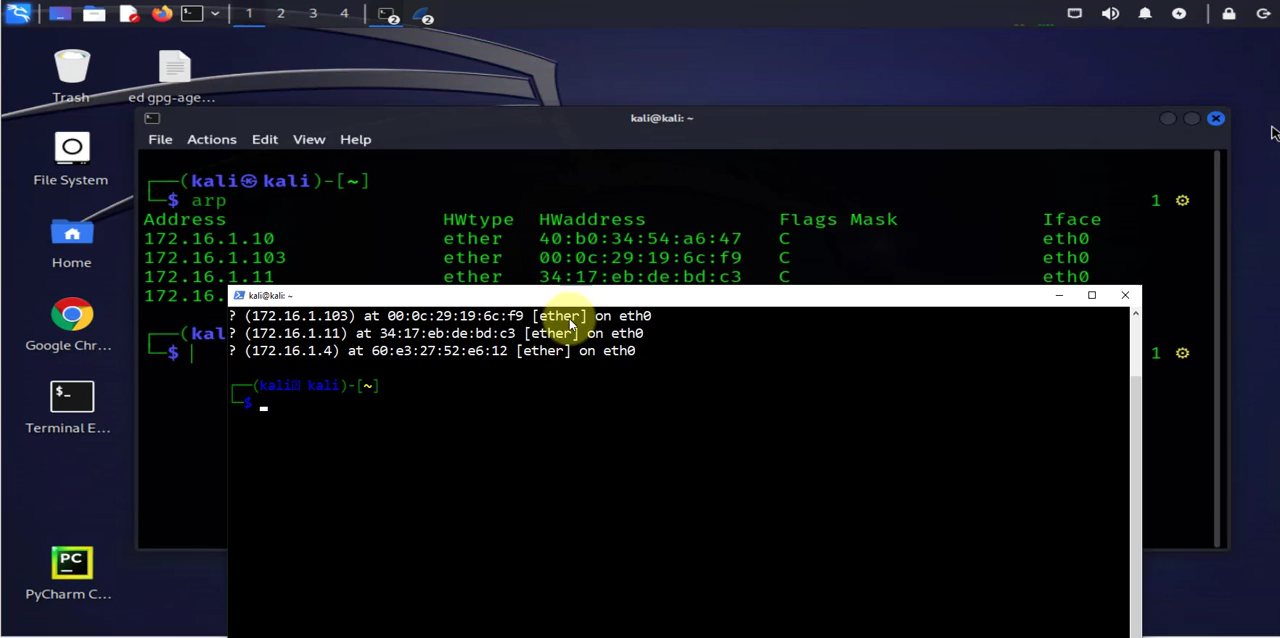 1 2 3 4 2 2
Trash
ed gpg-age...
File System
Home
Google Chr...
Terminal E...
PC
PyCharm C...
kali@kali: ~
File Actions Edit View Help
┌──(kali㉿kali)-[~]
└─$ arp 1
Address HWtype HWaddress Flags Mask Iface
172.16.1.10 ether 40:b0:34:54:a6:47 C eth0
172.16.1.103 ether 00:0c:29:19:6c:f9 C eth0
172.16.1.11 ether 34:17:eb:de:bd:c3 C eth0
172.16.
┌──(kal
└─$ 1
kali@kali: ~
? (172.16.1.103) at 00:0c:29:19:6c:f9 [ether] on eth0
? (172.16.1.11) at 34:17:eb:de:bd:c3 [ether] on eth0
? (172.16.1.4) at 60:e3:27:52:e6:12 [ether] on eth0
┌──(kali kali)-[~]
└─$